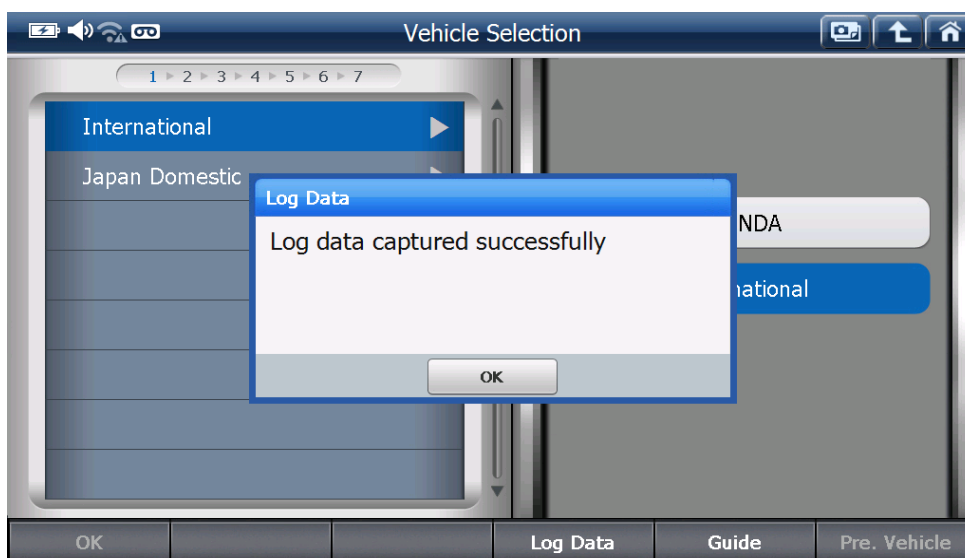 Vehicle Selection
1 2 3 4 5 6 7
International
Japan Domestic
Log Data
Log data captured successfully
OK
NDA
national
OK
Log Data
Guide
Pre. Vehicle